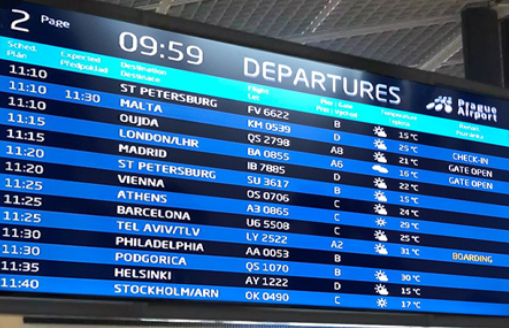 2 Page 09:59 DEPARTURES Prague Airport
Sched. Expected Destination Flight Pier : Gate Temperature Remark
Plán Předpoklad Destinace Let Prst : Východ Teplota Poznámka
11:10 ST PETERSBURG FV 6622 B 15°C
11:10 11:30 MALTA KM 0539 D 25°C CHECK-IN
11:10 OUJDA QS 2798 A8 21°C GATE OPEN
11:15 LONDON/LHR BA 0855 A6 16°C GATE OPEN
11:15 MADRID IB 7885 D 22°C
11:20 ST PETERSBURG SU 3617 B 15°C
11:20 VIENNA OS 0706 C 24°C
11:25 ATHENS A3 0865 C 29°C
11:25 BARCELONA U6 5508 C 25°C
11:25 TEL AVIV/TLV LY 2522 A2 31°C BOARDING
11:30 PHILADELPHIA AA 0053 B
11:30 PODGORICA QS 1070 B 30°C
11:35 HELSINKI AY 1222 D 15°C
11:40 STOCKHOLM/ARN OK 0490 C 17°C